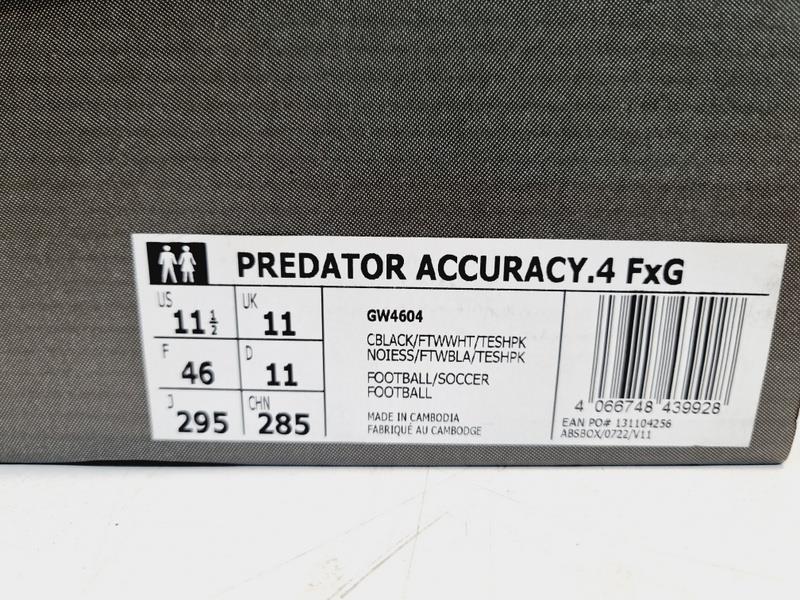 PREDATOR ACCURACY.4 FxG
US 11½ UK 11
F 46 D 11
J 295 CHN 285
GW4604
CBLACK/FTWWHT/TESHPK
NOIESS/FTWBLA/TESHPK
FOOTBALL/SOCCER
FOOTBALL
MADE IN CAMBODIA
FABRIQUÉ AU CAMBODGE
4 066748 439928
EAN PO# 131104256
ABSBOX/0722/V11